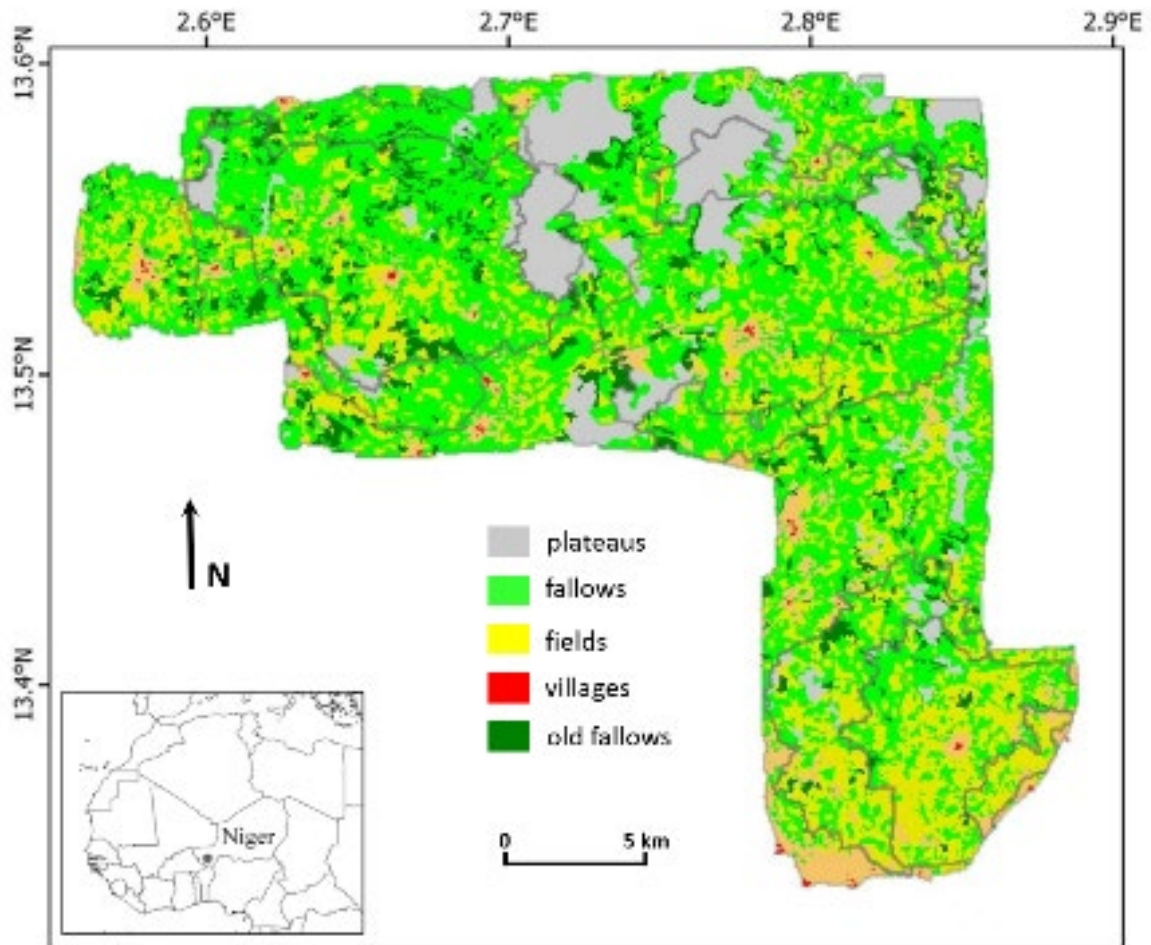 2.6°E 2.7°E 2.8°E 2.9°E
13.6°N
13.5°N
13.4°N
N
plateaus
fallows
fields
villages
old fallows
Niger
0 5 km